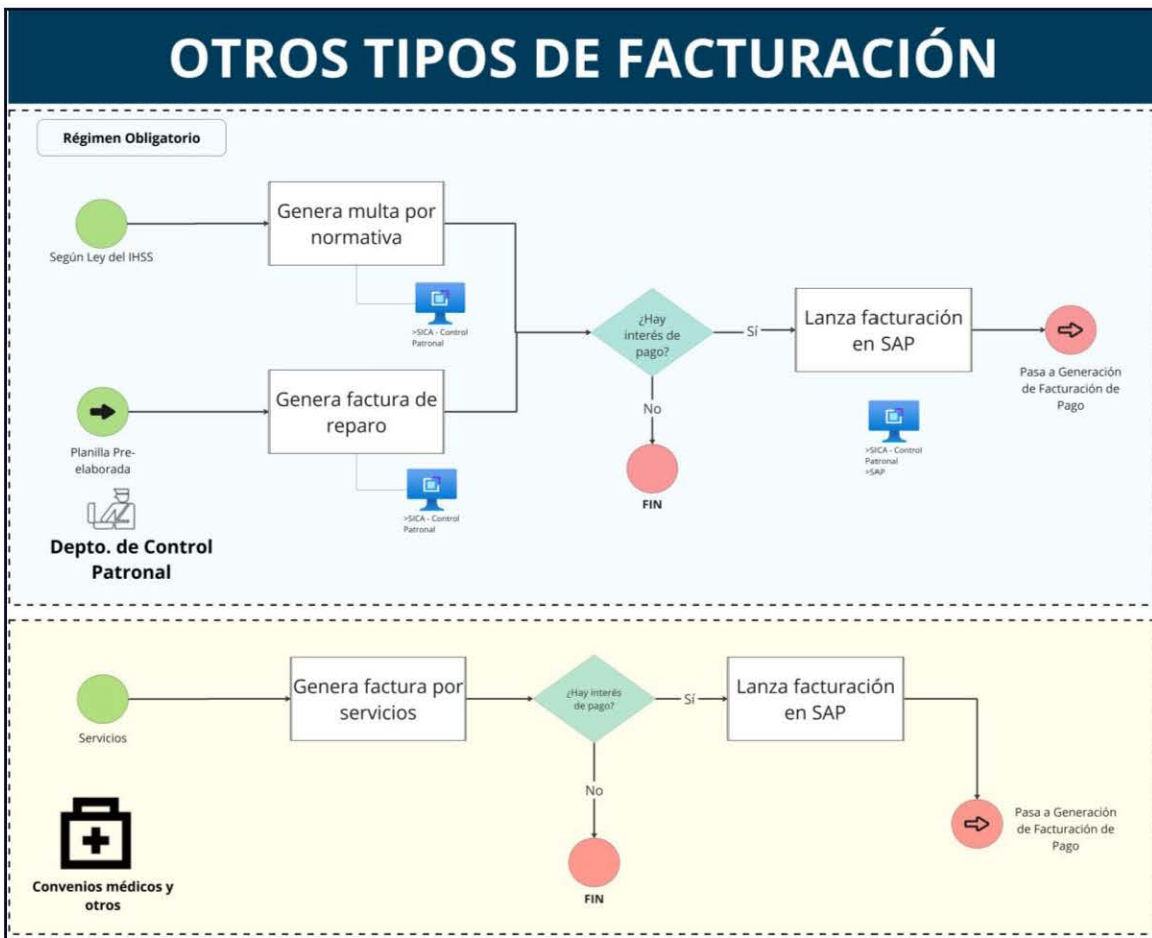 OTROS TIPOS DE FACTURACIÓN
Régimen Obligatorio
Según Ley del IHSS
Genera multa por
normativa
>SICA - Control
Patronal
Planilla Pre-
elaborada
Genera factura de
reparo
>SICA - Control
Patronal
¿Hay
interés de
pago?
Sí
No
FIN
Lanza facturación
en SAP
>SICA - Control
Patronal
>SAP
Pasa a Generación
de Facturación de
Pago
Depto. de Control
Patronal
Servicios
Genera factura por
servicios
¿Hay interés
de pago?
Sí
No
FIN
Lanza facturación
en SAP
Pasa a Generación
de Facturación de
Pago
Convenios médicos y
otros